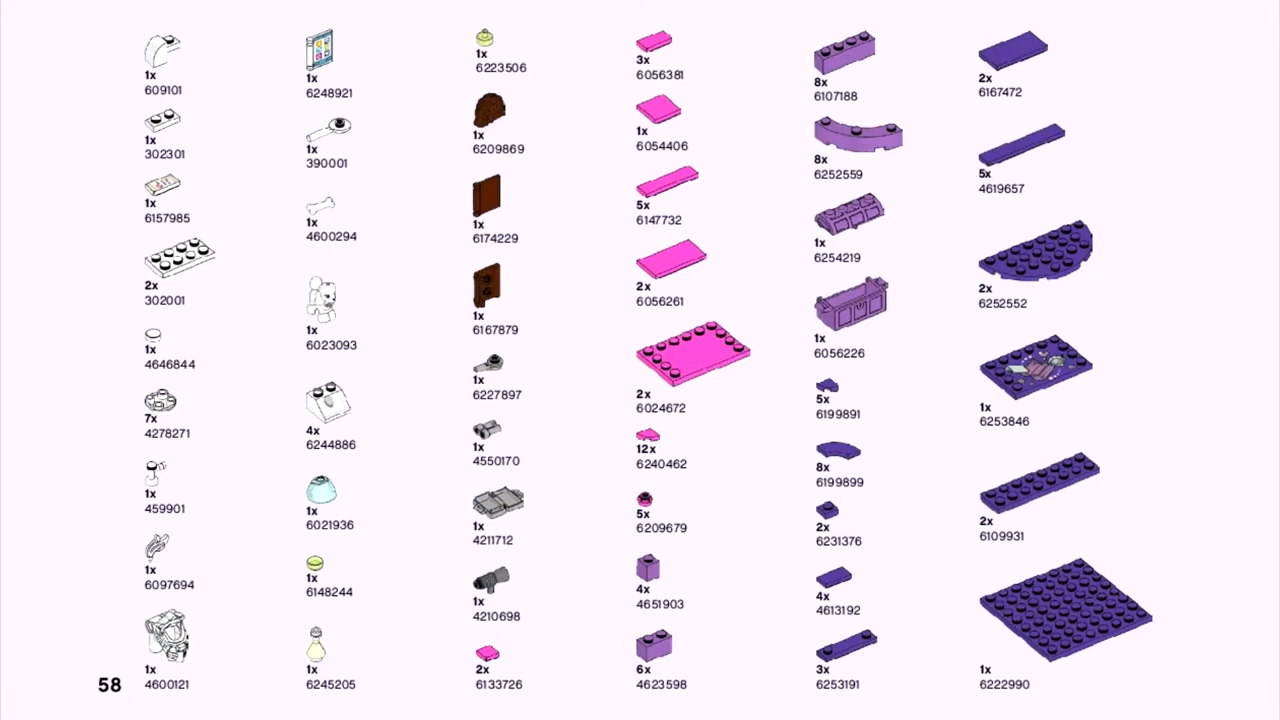 1x
609101
1x
302301
1x
6157985
2x
302001
1x
4646844
7x
4278271
1x
459901
1x
6097694
1x
4600121
1x
6248921
1x
390001
1x
4600294
1x
6023093
4x
6244886
1x
6021936
1x
6148244
1x
6245205
1x
6223506
1x
6209869
1x
6174229
1x
6167879
1x
6227897
1x
4550170
1x
4211712
1x
4210698
2x
6133726
3x
6056381
1x
6054406
5x
6147732
2x
6056261
2x
6024672
12x
6240462
5x
6209679
4x
4651903
6x
4623598
8x
6107188
8x
6252559
1x
6254219
1x
6056226
5x
6199891
8x
6199899
2x
6231376
4x
4613192
3x
6253191
2x
6167472
5x
4619657
2x
6252552
1x
6253846
2x
6109931
1x
6222990
58